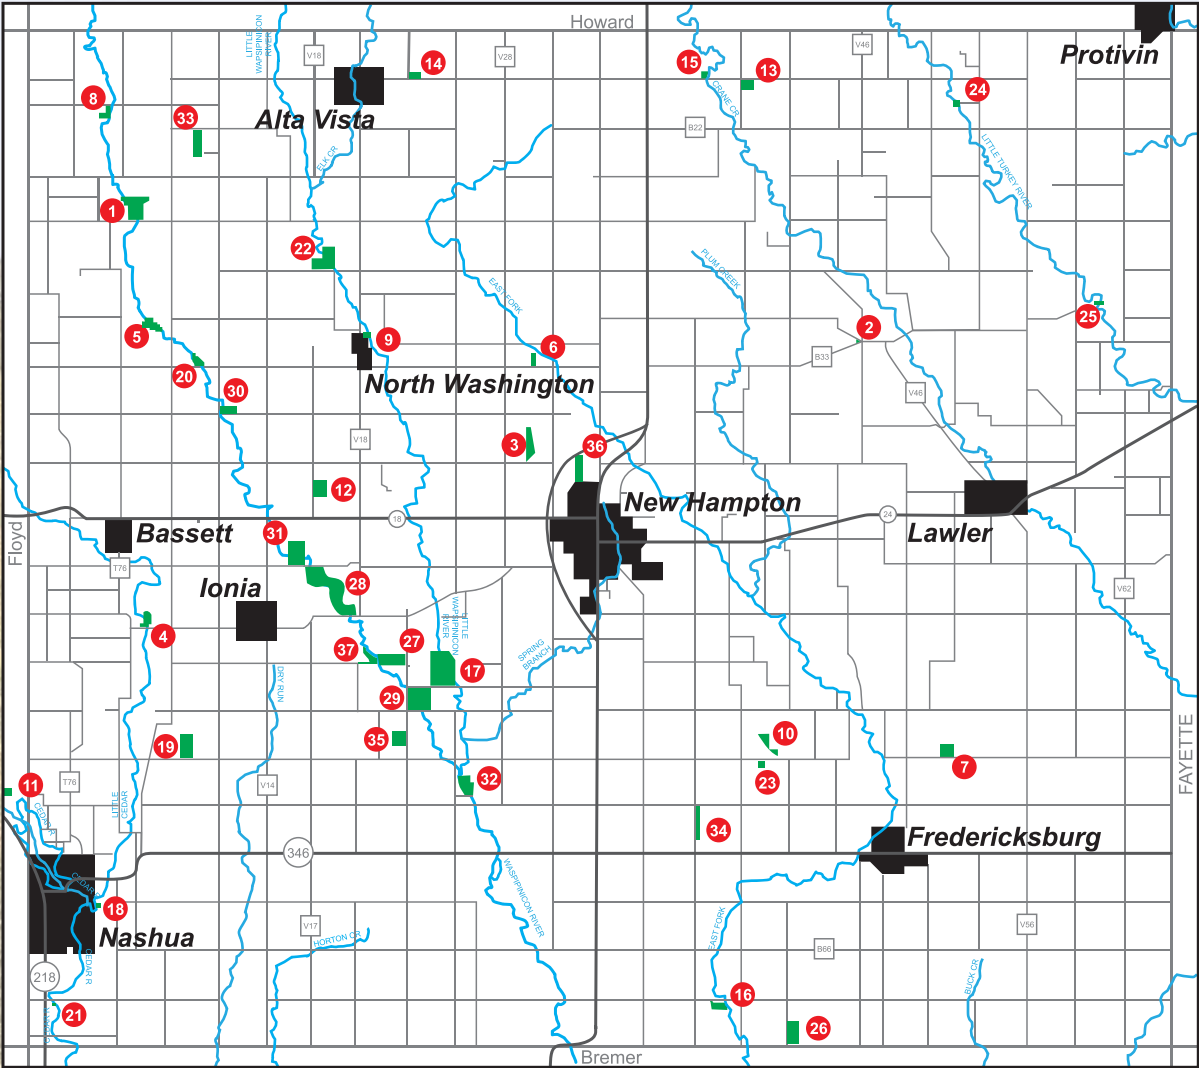 Howard
Protivin
LITTLE
WAPSIPINICON
RIVER
V18
14
V28
15
13
V46
24
8
33
Alta Vista
CRANE CR
B22
ELK CR
LITTLE TURKEY RIVER
1
22
PLUM CREEK
EAST FORK
5
9
6
2
25
20
North Washington
B33
30
V46
V18
3
36
12
New Hampton
18
24
Lawler
Floyd
Bassett
31
T76
Ionia
28
V62
LITTLE
WAPSIPINICON
RIVER
4
37
27
17
SPRING
BRANCH
DRY RUN
29
19
35
10
FAYETTE
11
T76
V14
32
23
7
CEDAR R
LITTLE
CEDAR
34
Fredericksburg
346
CEDAR R
WASPIPINICON RIVER
18
Nashua
V17
HORTON CR
EAST FORK
V56
B66
CEDAR R
218
BUCK CR
16
21
26
Bremer